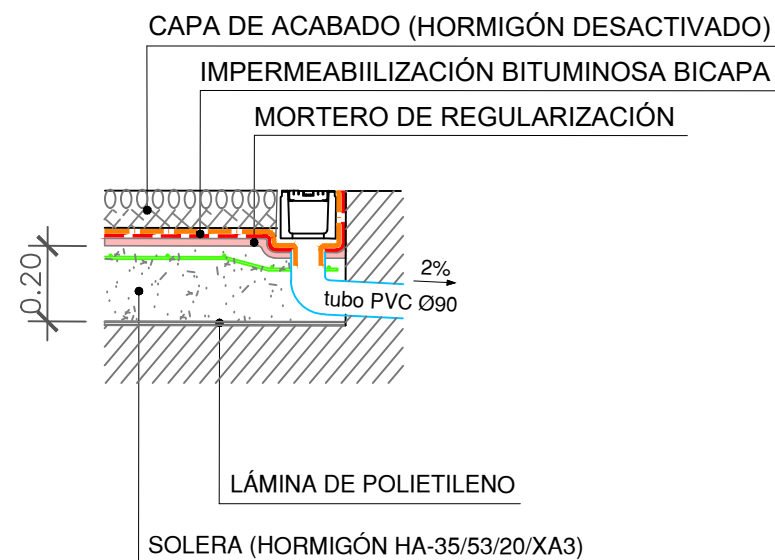 CAPA DE ACABADO (HORMIGÓN DESACTIVADO)
IMPERMEABIILIZACIÓN BITUMINOSA BICAPA
MORTERO DE REGULARIZACIÓN
0.20
2%
tubo PVC Ø90
LÁMINA DE POLIETILENO
SOLERA (HORMIGÓN HA-35/53/20/XA3)